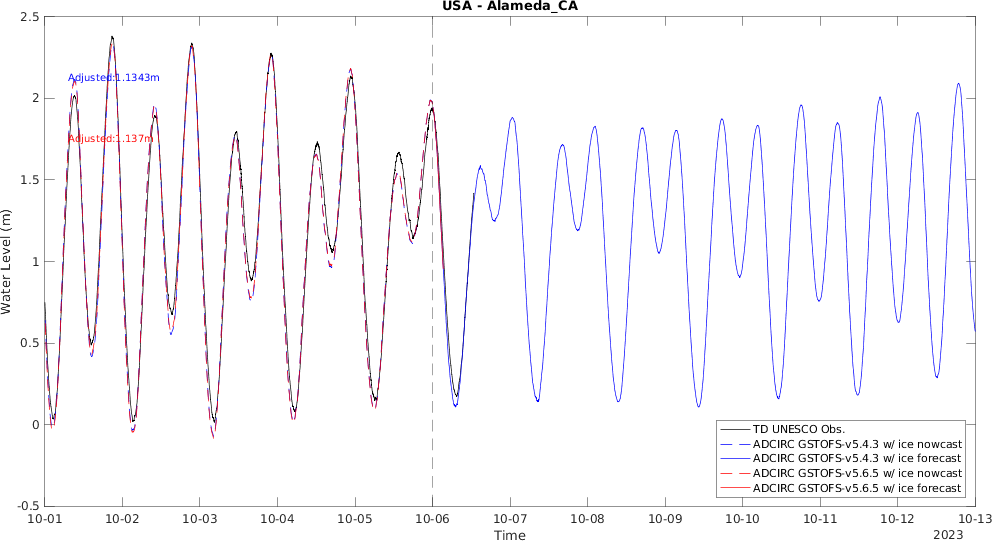 USA - Alameda_CA
2.5
Adjusted:1.1343m
2
Adjusted:1.137m
1.5
Water Level (m)
1
0.5
0
-0.5
TD UNESCO Obs.
ADCIRC GSTOFS-v5.4.3 w/ ice nowcast
ADCIRC GSTOFS-v5.4.3 w/ ice forecast
ADCIRC GSTOFS-v5.6.5 w/ ice nowcast
ADCIRC GSTOFS-v5.6.5 w/ ice forecast
10-01 10-02 10-03 10-04 10-05 10-06 10-07 10-08 10-09 10-10 10-11 10-12 10-13
Time
2023